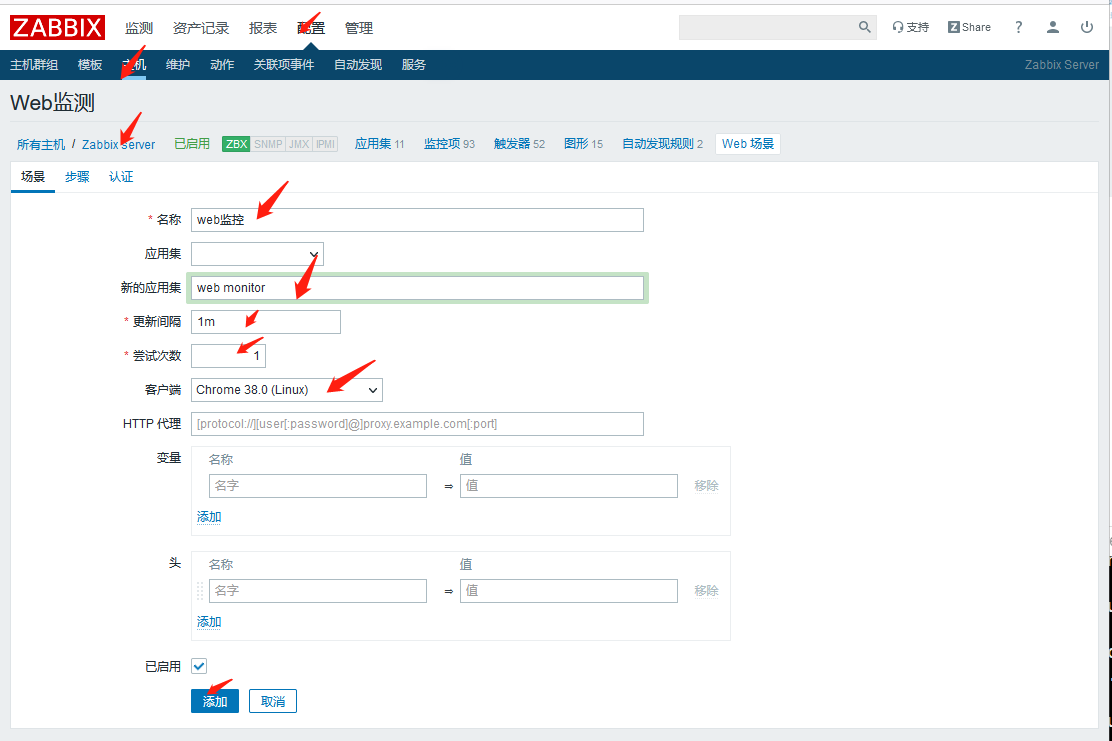 ZABBIX 监测 资产记录 报表 配置 管理 支持 Z Share ?
主机群组 模板 主机 维护 动作 关联项事件 自动发现 服务 Zabbix Server
Web监测
所有主机 / Zabbix server 已启用 ZBX SNMP JMX IPMI 应用集 11 监控项 93 触发器 52 图形 15 自动发现规则 2 Web 场景
场景 步骤 认证
* 名称 web监控
应用集
新的应用集 web monitor
* 更新间隔 1m
* 尝试次数 1
客户端 Chrome 38.0 (Linux)
HTTP 代理 [protocol://][user[:password]@]proxy.example.com[:port]
变量 名称 值
名字 ⇒ 值 移除
添加
头 名称 值
名字 ⇒ 值 移除
添加
已启用
添加 取消